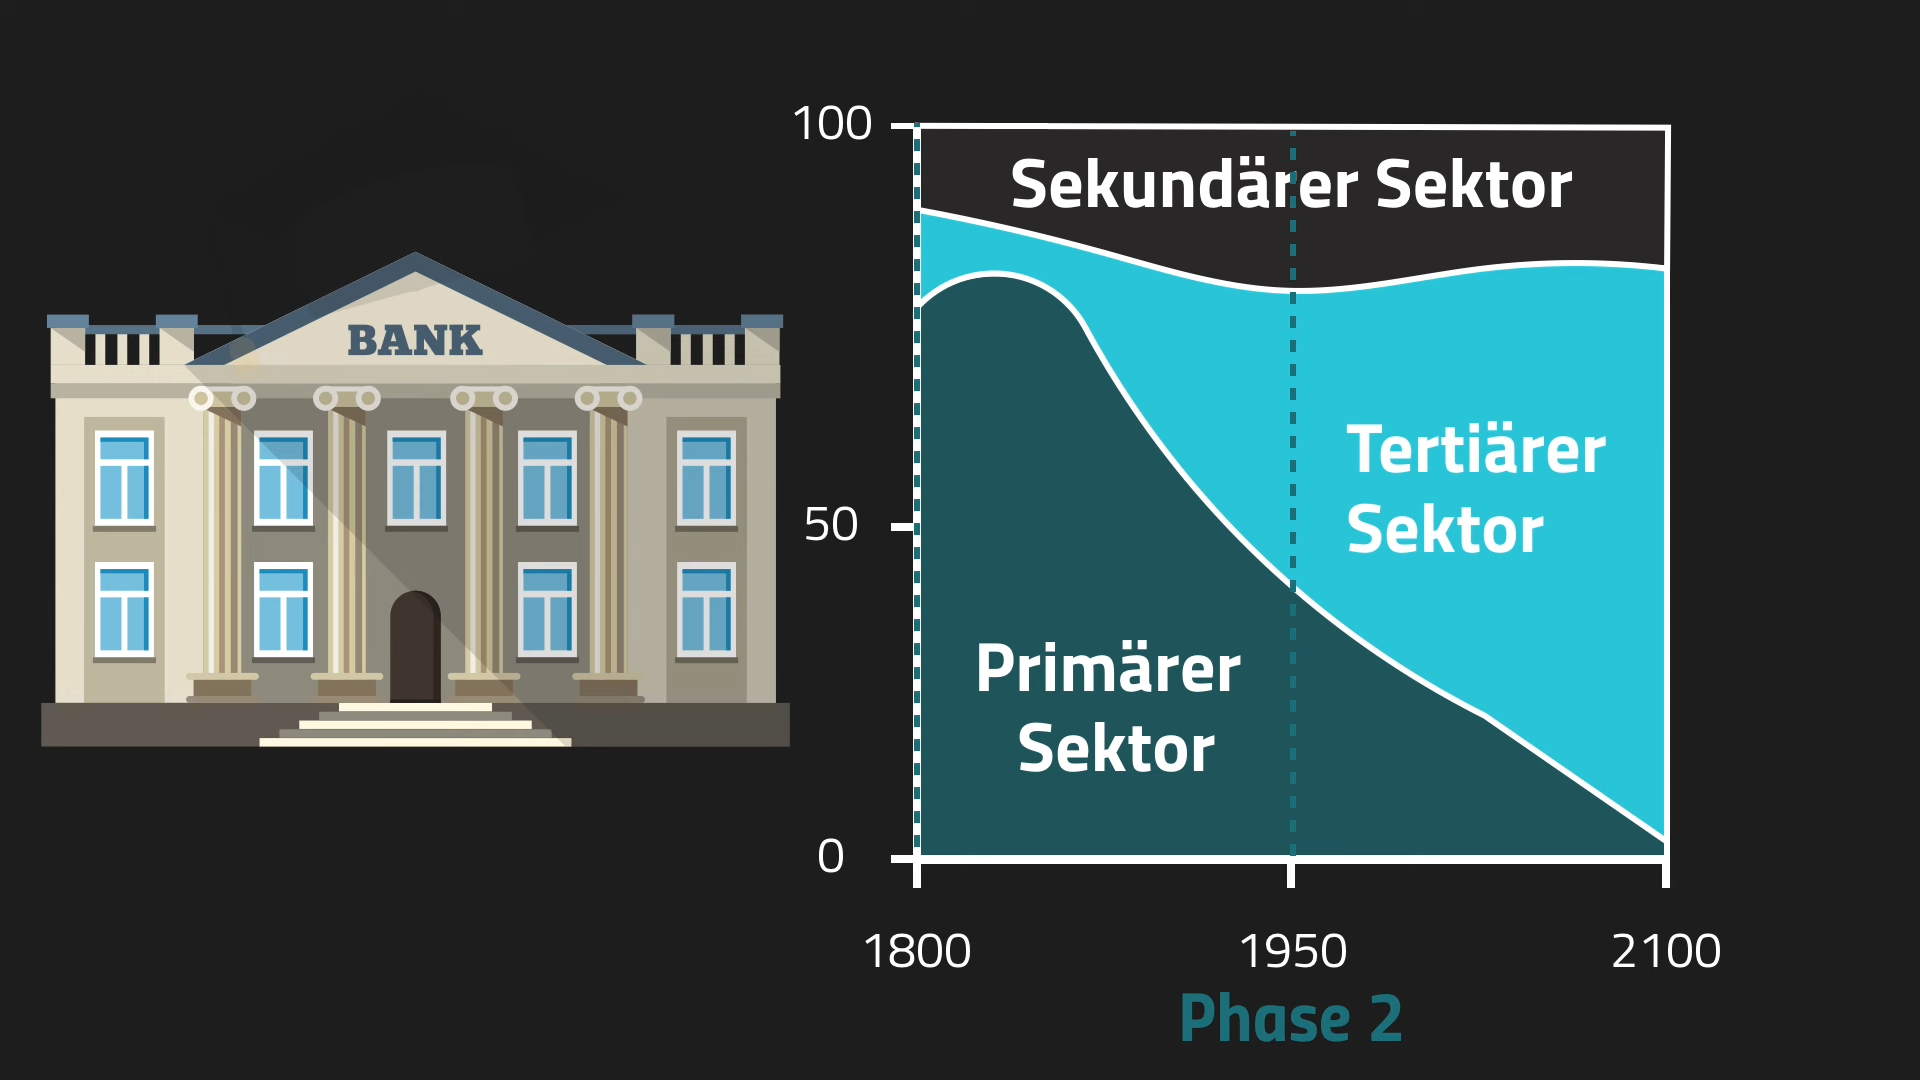 BANK
100
50
0
Sekundärer Sektor
Tertiärer
Sektor
Primärer
Sektor
1800
1950
2100
Phase 2